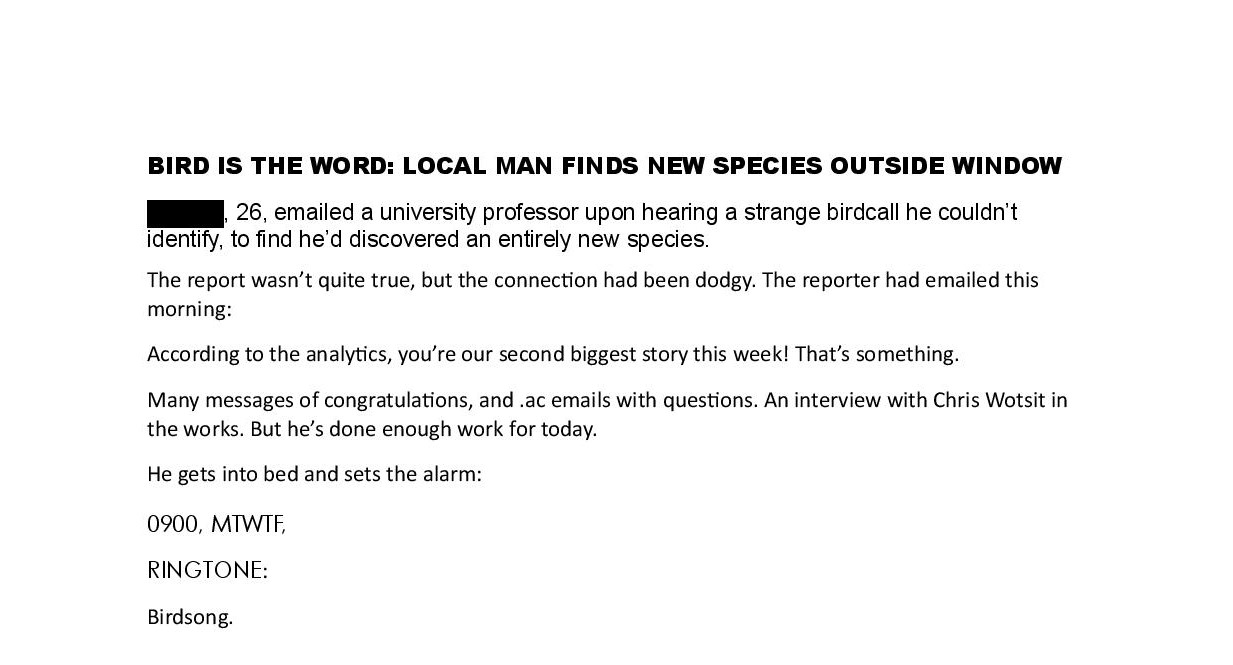 BIRD IS THE WORD: LOCAL MAN FINDS NEW SPECIES OUTSIDE WINDOW
, 26, emailed a university professor upon hearing a strange birdcall he couldn’t
identify, to find he’d discovered an entirely new species.
The report wasn’t quite true, but the connection had been dodgy. The reporter had emailed this
morning:
According to the analytics, you’re our second biggest story this week! That’s something.
Many messages of congratulations, and .ac emails with questions. An interview with Chris Wotsit in
the works. But he’s done enough work for today.
He gets into bed and sets the alarm:
0900, MTWTF,
RINGTONE:
Birdsong.